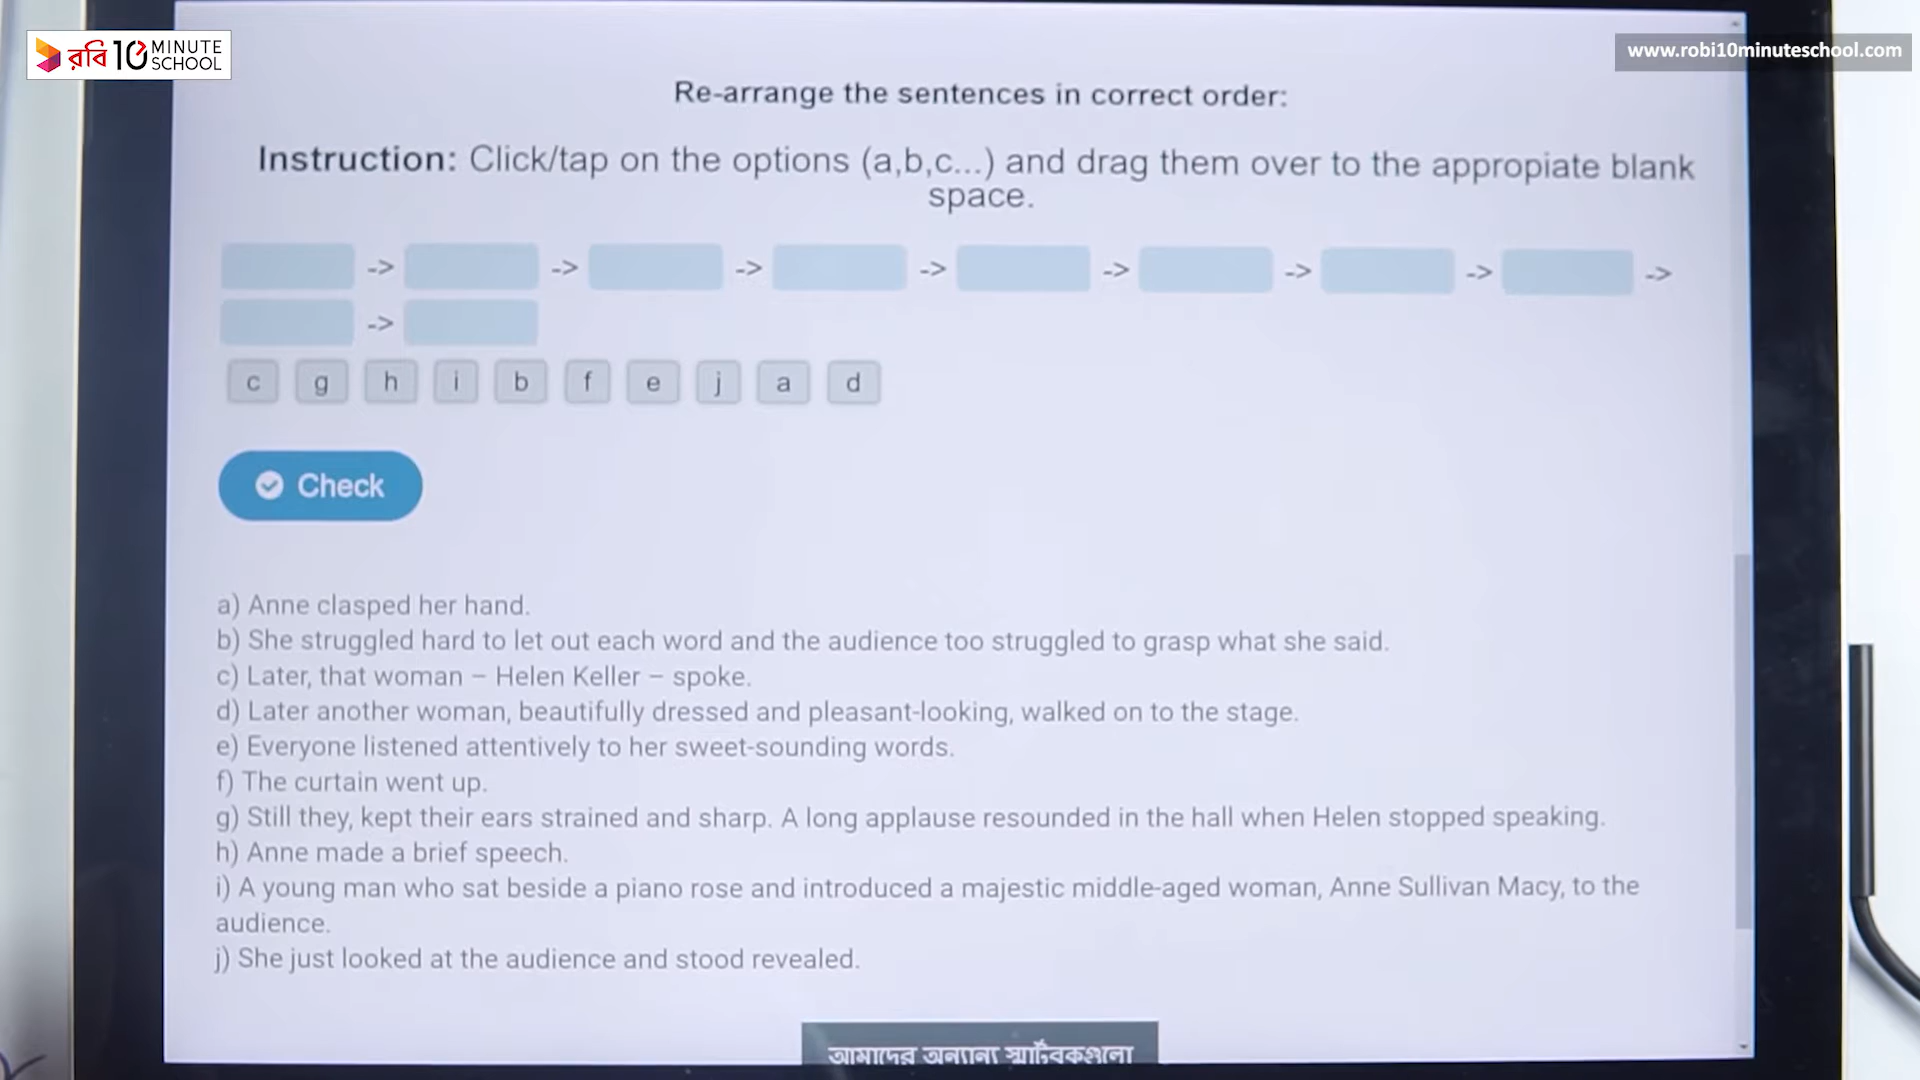 রবি 10 MINUTE SCHOOL
www.robi10minuteschool.com
Re-arrange the sentences in correct order:
Instruction: Click/tap on the options (a,b,c...) and drag them over to the appropiate blank
space.
-> -> -> -> -> -> -> ->
->
c g h i b f e j a d
Check
a) Anne clasped her hand.
b) She struggled hard to let out each word and the audience too struggled to grasp what she said.
c) Later, that woman – Helen Keller – spoke.
d) Later another woman, beautifully dressed and pleasant-looking, walked on to the stage.
e) Everyone listened attentively to her sweet-sounding words.
f) The curtain went up.
g) Still they, kept their ears strained and sharp. A long applause resounded in the hall when Helen stopped speaking.
h) Anne made a brief speech.
i) A young man who sat beside a piano rose and introduced a majestic middle-aged woman, Anne Sullivan Macy, to the
audience.
j) She just looked at the audience and stood revealed.
আমাদের অন্যান্য স্মার্টবুকগুলো